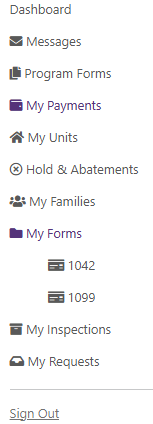 Dashboard
Messages
Program Forms
My Payments
My Units
Hold & Abatements
My Families
My Forms
1042
1099
My Inspections
My Requests
Sign Out